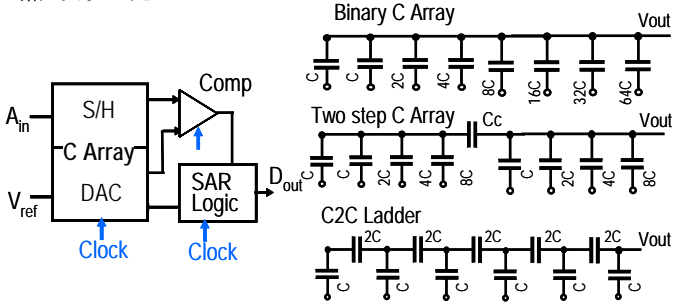 Binary C Array
Vout
C C 2C 4C 8C 16C 32C 64C
Comp
S/H
A_in
C Array
DAC
V_ref
SAR
Logic
D_out
Clock
Clock
Two step C Array
Cc
Vout
C 2C 4C 8C C 2C 4C 8C
C2C Ladder
2C 2C 2C 2C 2C
Vout
C C C C C C